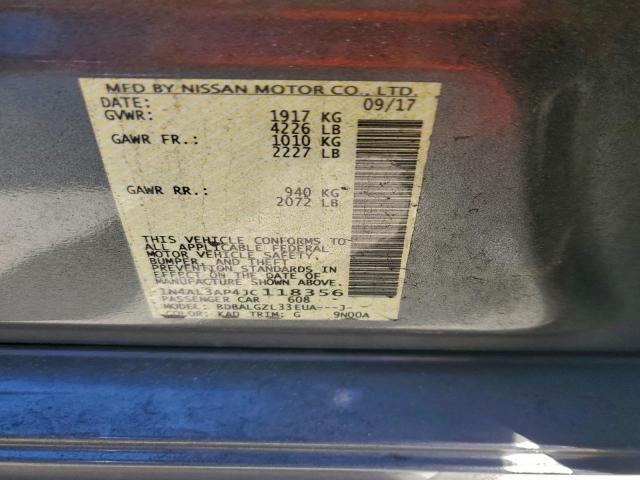 MFD BY NISSAN MOTOR CO., LTD.
DATE: 09/17
GVWR: 1917 KG
4226 LB
GAWR FR.: 1010 KG
2227 LB
GAWR RR.: 940 KG
2072 LB
THIS VEHICLE CONFORMS TO
ALL APPLICABLE FEDERAL
MOTOR VEHICLE SAFETY,
BUMPER, AND THEFT
PREVENTION STANDARDS IN
EFFECT ON THE DATE OF
MANUFACTURE SHOWN ABOVE.
1N4AL3AP4JC118356
PASSENGER CAR 608
MODEL: BDBALGZL33EUA---J-
COLOR: KAD TRIM: G 9N00A